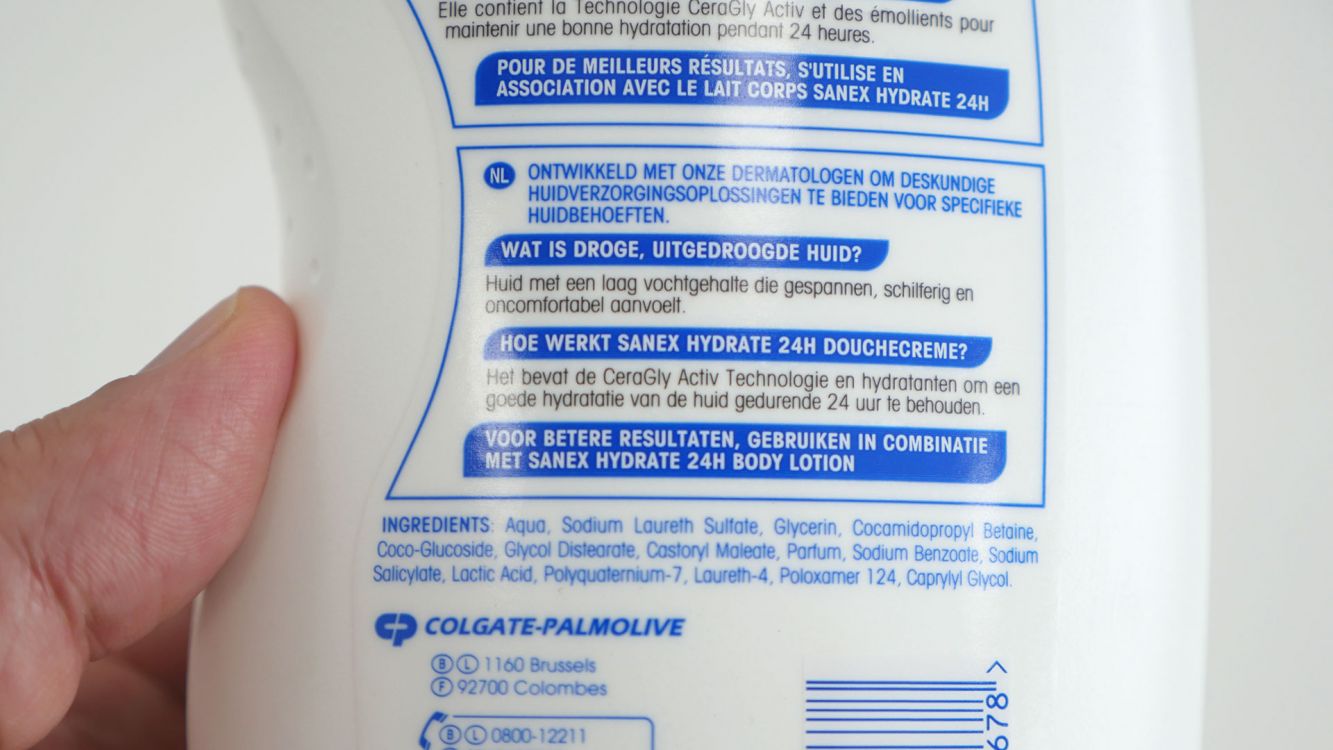 Elle contient la Technologie CeraGly Activ et des émollients pour
maintenir une bonne hydratation pendant 24 heures.
POUR DE MEILLEURS RÉSULTATS, S'UTILISE EN
ASSOCIATION AVEC LE LAIT CORPS SANEX HYDRATE 24H
NL ONTWIKKELD MET ONZE DERMATOLOGEN OM DESKUNDIGE
HUIDVERZORGINGSOPLOSSINGEN TE BIEDEN VOOR SPECIFIEKE
HUIDBEHOEFTEN.
WAT IS DROGE, UITGEDROOGDE HUID?
Huid met een laag vochtgehalte die gespannen, schilferig en
oncomfortabel aanvoelt.
HOE WERKT SANEX HYDRATE 24H DOUCHECREME?
Het bevat de CeraGly Activ Technologie en hydratanten om een
goede hydratatie van de huid gedurende 24 uur te behouden.
VOOR BETERE RESULTATEN, GEBRUIKEN IN COMBINATIE
MET SANEX HYDRATE 24H BODY LOTION
INGREDIENTS: Aqua, Sodium Laureth Sulfate, Glycerin, Cocamidopropyl Betaine,
Coco-Glucoside, Glycol Distearate, Castoryl Maleate, Parfum, Sodium Benzoate, Sodium
Salicylate, Lactic Acid, Polyquaternium-7, Laureth-4, Poloxamer 124, Caprylyl Glycol.
CP COLGATE-PALMOLIVE
B L 1160 Brussels
F 92700 Colombes
B L 0800-12211
678 >